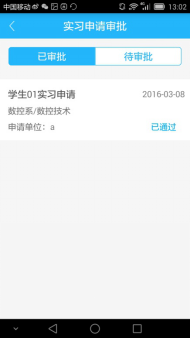 中国移动 13:02
实习申请审批
已审批 待审批
学生01实习申请 2016-03-08
数控系/数控技术
申请单位：a 已通过